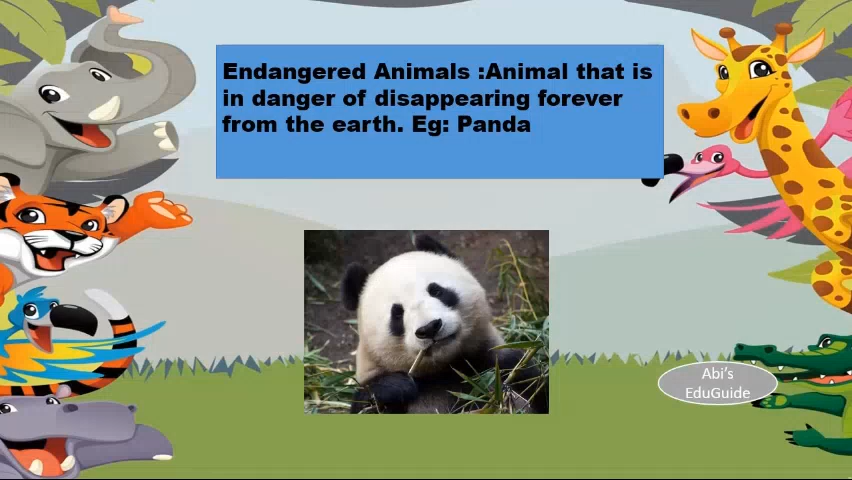 Endangered Animals :Animal that is
in danger of disappearing forever
from the earth. Eg: Panda
Abi's
EduGuide